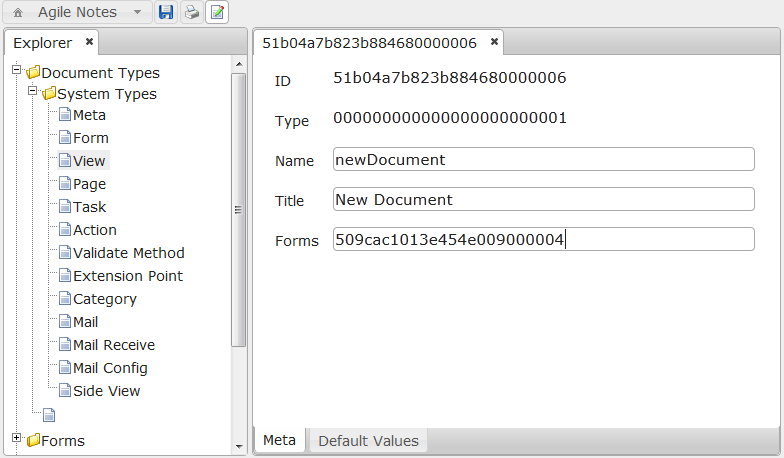 Agile Notes
Explorer
Document Types
System Types
Meta
Form
View
Page
Task
Action
Validate Method
Extension Point
Category
Mail
Mail Receive
Mail Config
Side View
Forms
51b04a7b823b884680000006
ID 51b04a7b823b884680000006
Type 000000000000000000000001
Name newDocument
Title New Document
Forms 509cac1013e454e009000004
Meta Default Values